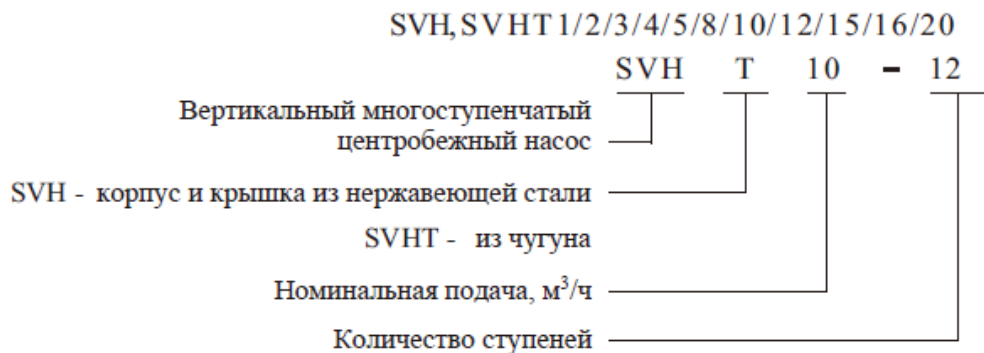 SVH, SVHT 1/2/3/4/5/8/10/12/15/16/20
SVH T 10 - 12
Вертикальный многоступенчатый
центробежный насос
SVH - корпус и крышка из нержавеющей стали
SVHT - из чугуна
Номинальная подача, м³/ч
Количество ступеней